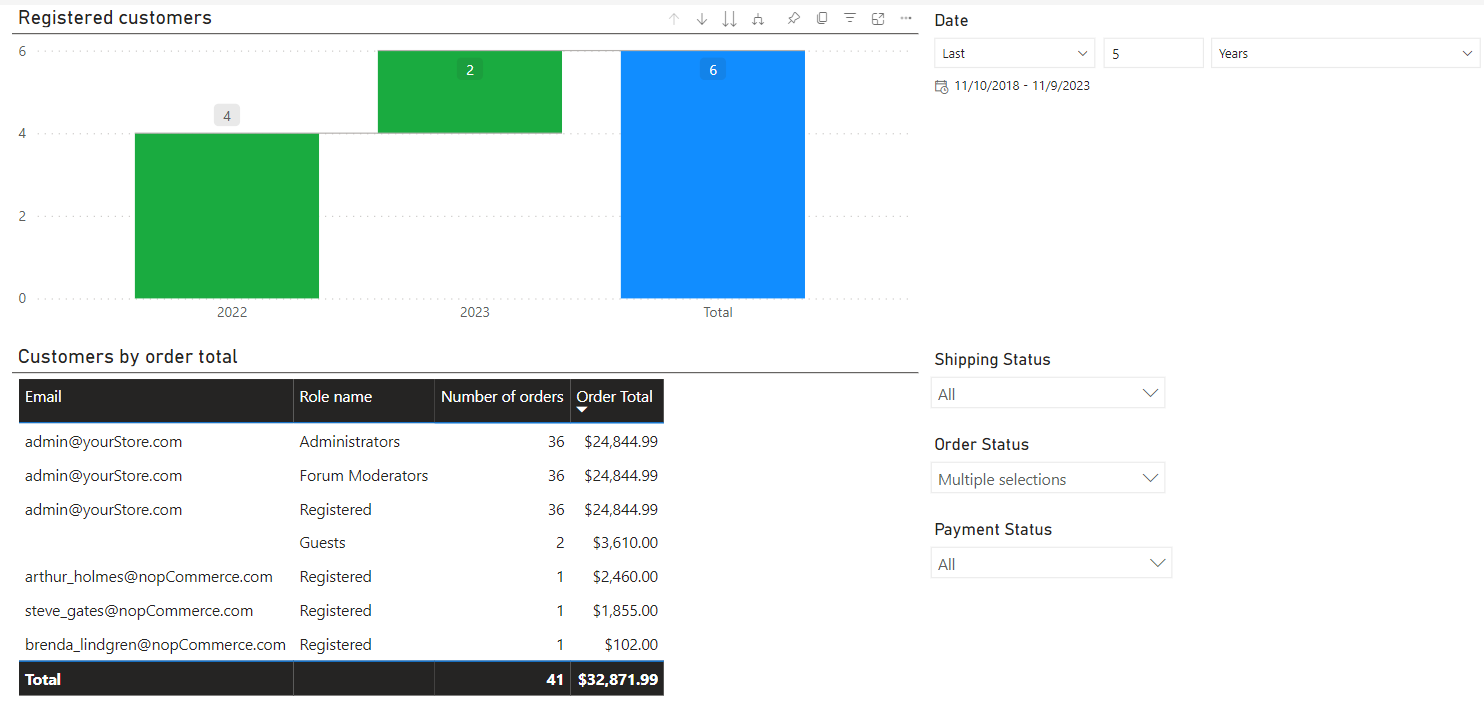 Registered customers
6
4
2
0
4
2
6
2022 2023 Total
Date
Last 5 Years
11/10/2018 - 11/9/2023
Customers by order total
Email Role name Number of orders Order Total
admin@yourStore.com Administrators 36 $24,844.99
admin@yourStore.com Forum Moderators 36 $24,844.99
admin@yourStore.com Registered 36 $24,844.99
Guests 2 $3,610.00
arthur_holmes@nopCommerce.com Registered 1 $2,460.00
steve_gates@nopCommerce.com Registered 1 $1,855.00
brenda_lindgren@nopCommerce.com Registered 1 $102.00
Total 41 $32,871.99
Shipping Status
All
Order Status
Multiple selections
Payment Status
All